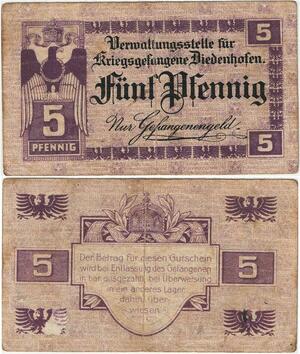 5
Verwaltungsstelle für
Kriegsgefangene Diedenhofen.
Fünf Pfennig
5
PFENNIG
Nur Gefangenengeld.
5
5
Der Betrag für diesen Gutschein
wird bei Entlassung des Gefangenen
in bar ausgezahlt, bei Überweisung
in ein anderes Lager
dahin über-
wiesen
5